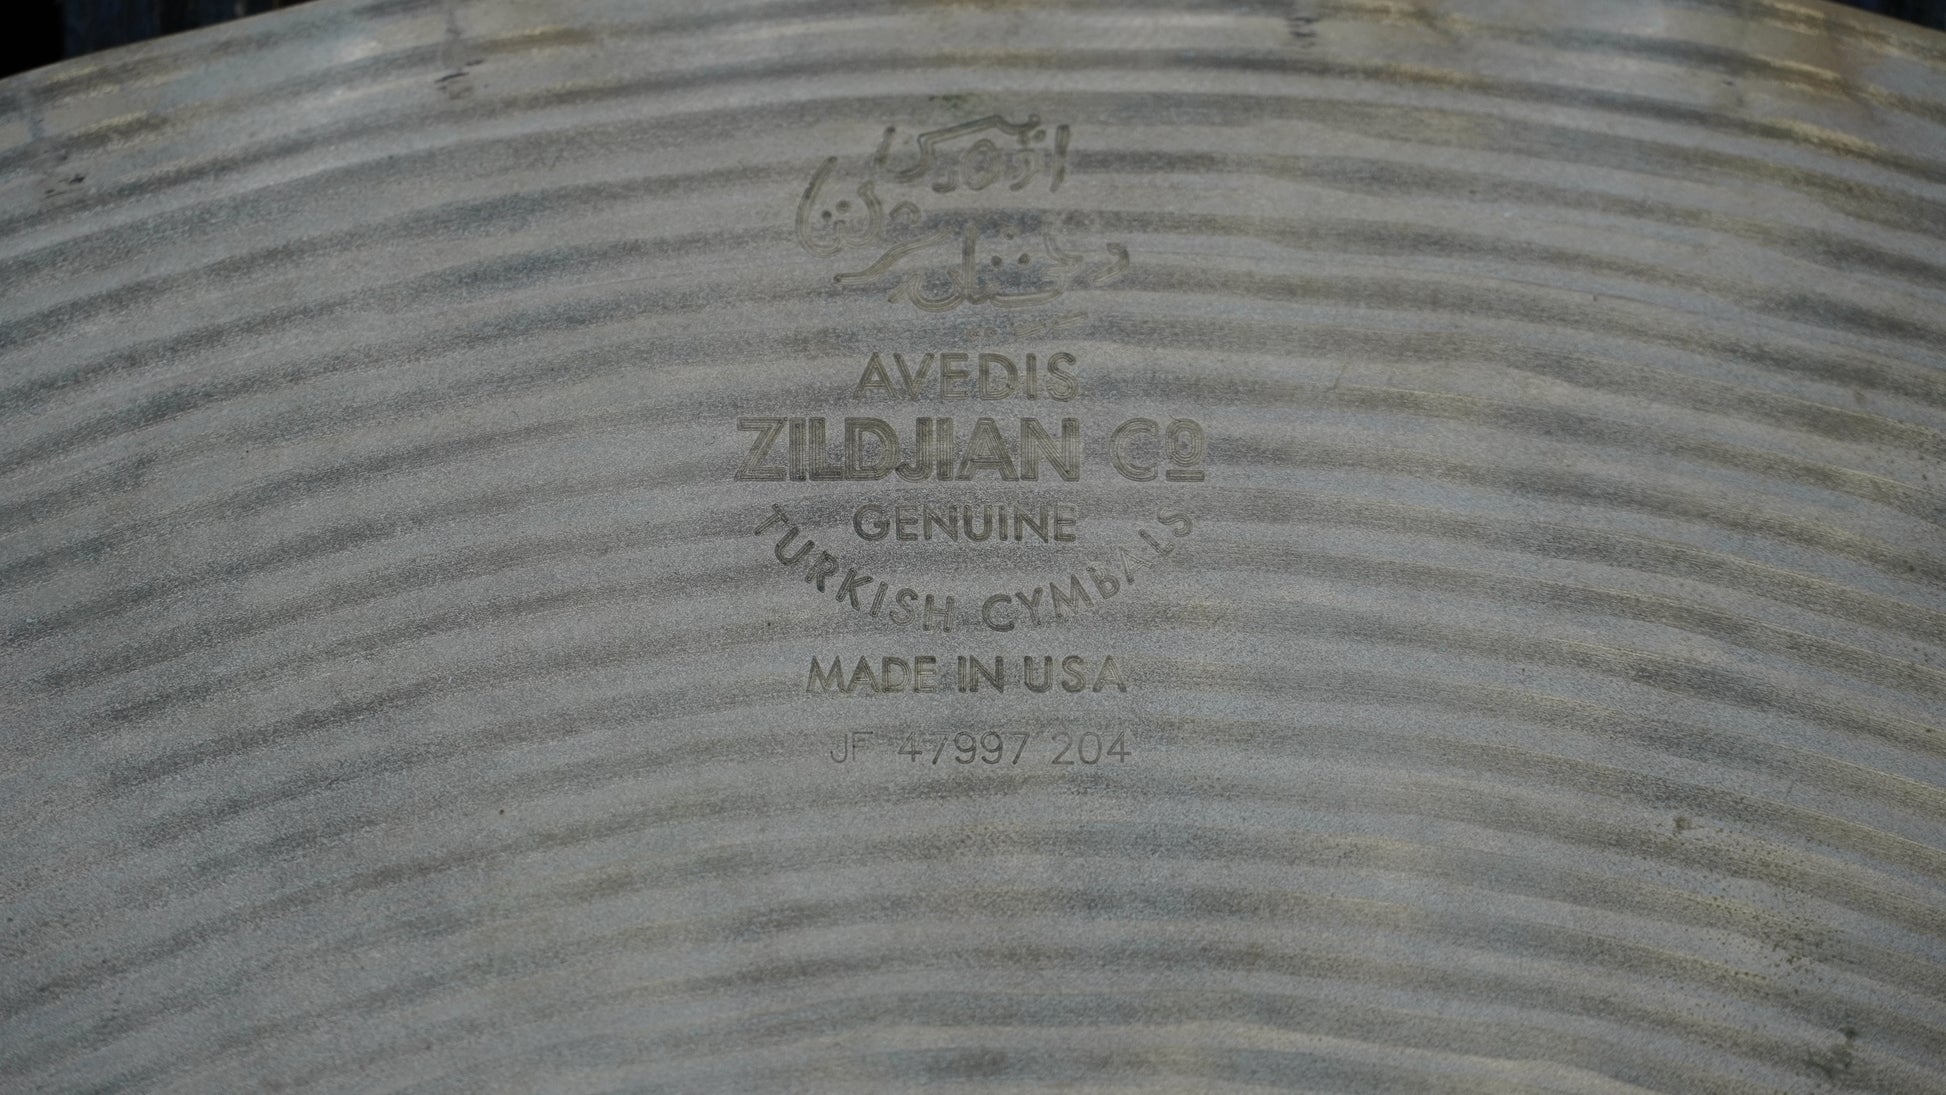 AVEDIS
ZILDJIAN Cº
GENUINE
TURKISH CYMBALS
MADE IN USA
JF 47997 204